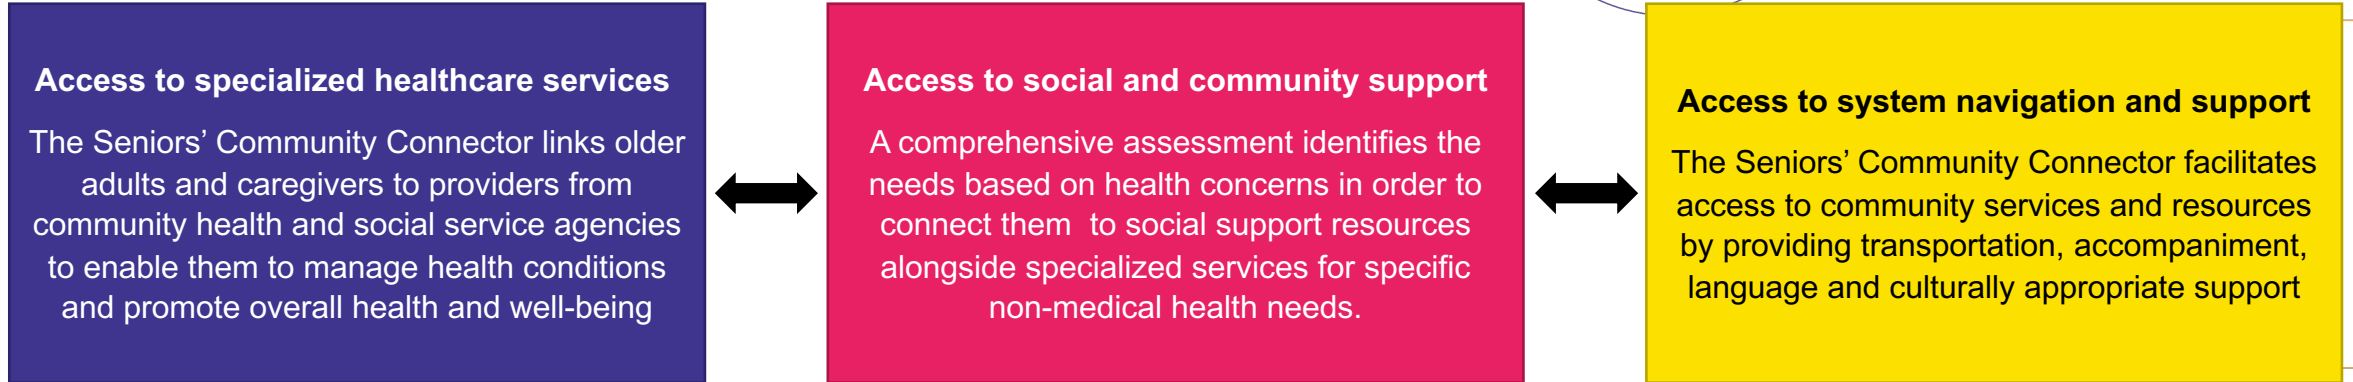 Access to specialized healthcare services
The Seniors’ Community Connector links older
adults and caregivers to providers from
community health and social service agencies
to enable them to manage health conditions
and promote overall health and well-being
Access to social and community support
A comprehensive assessment identifies the
needs based on health concerns in order to
connect them  to social support resources
alongside specialized services for specific
non-medical health needs.
Access to system navigation and support
The Seniors’ Community Connector facilitates
access to community services and resources
by providing transportation, accompaniment,
language and culturally appropriate support